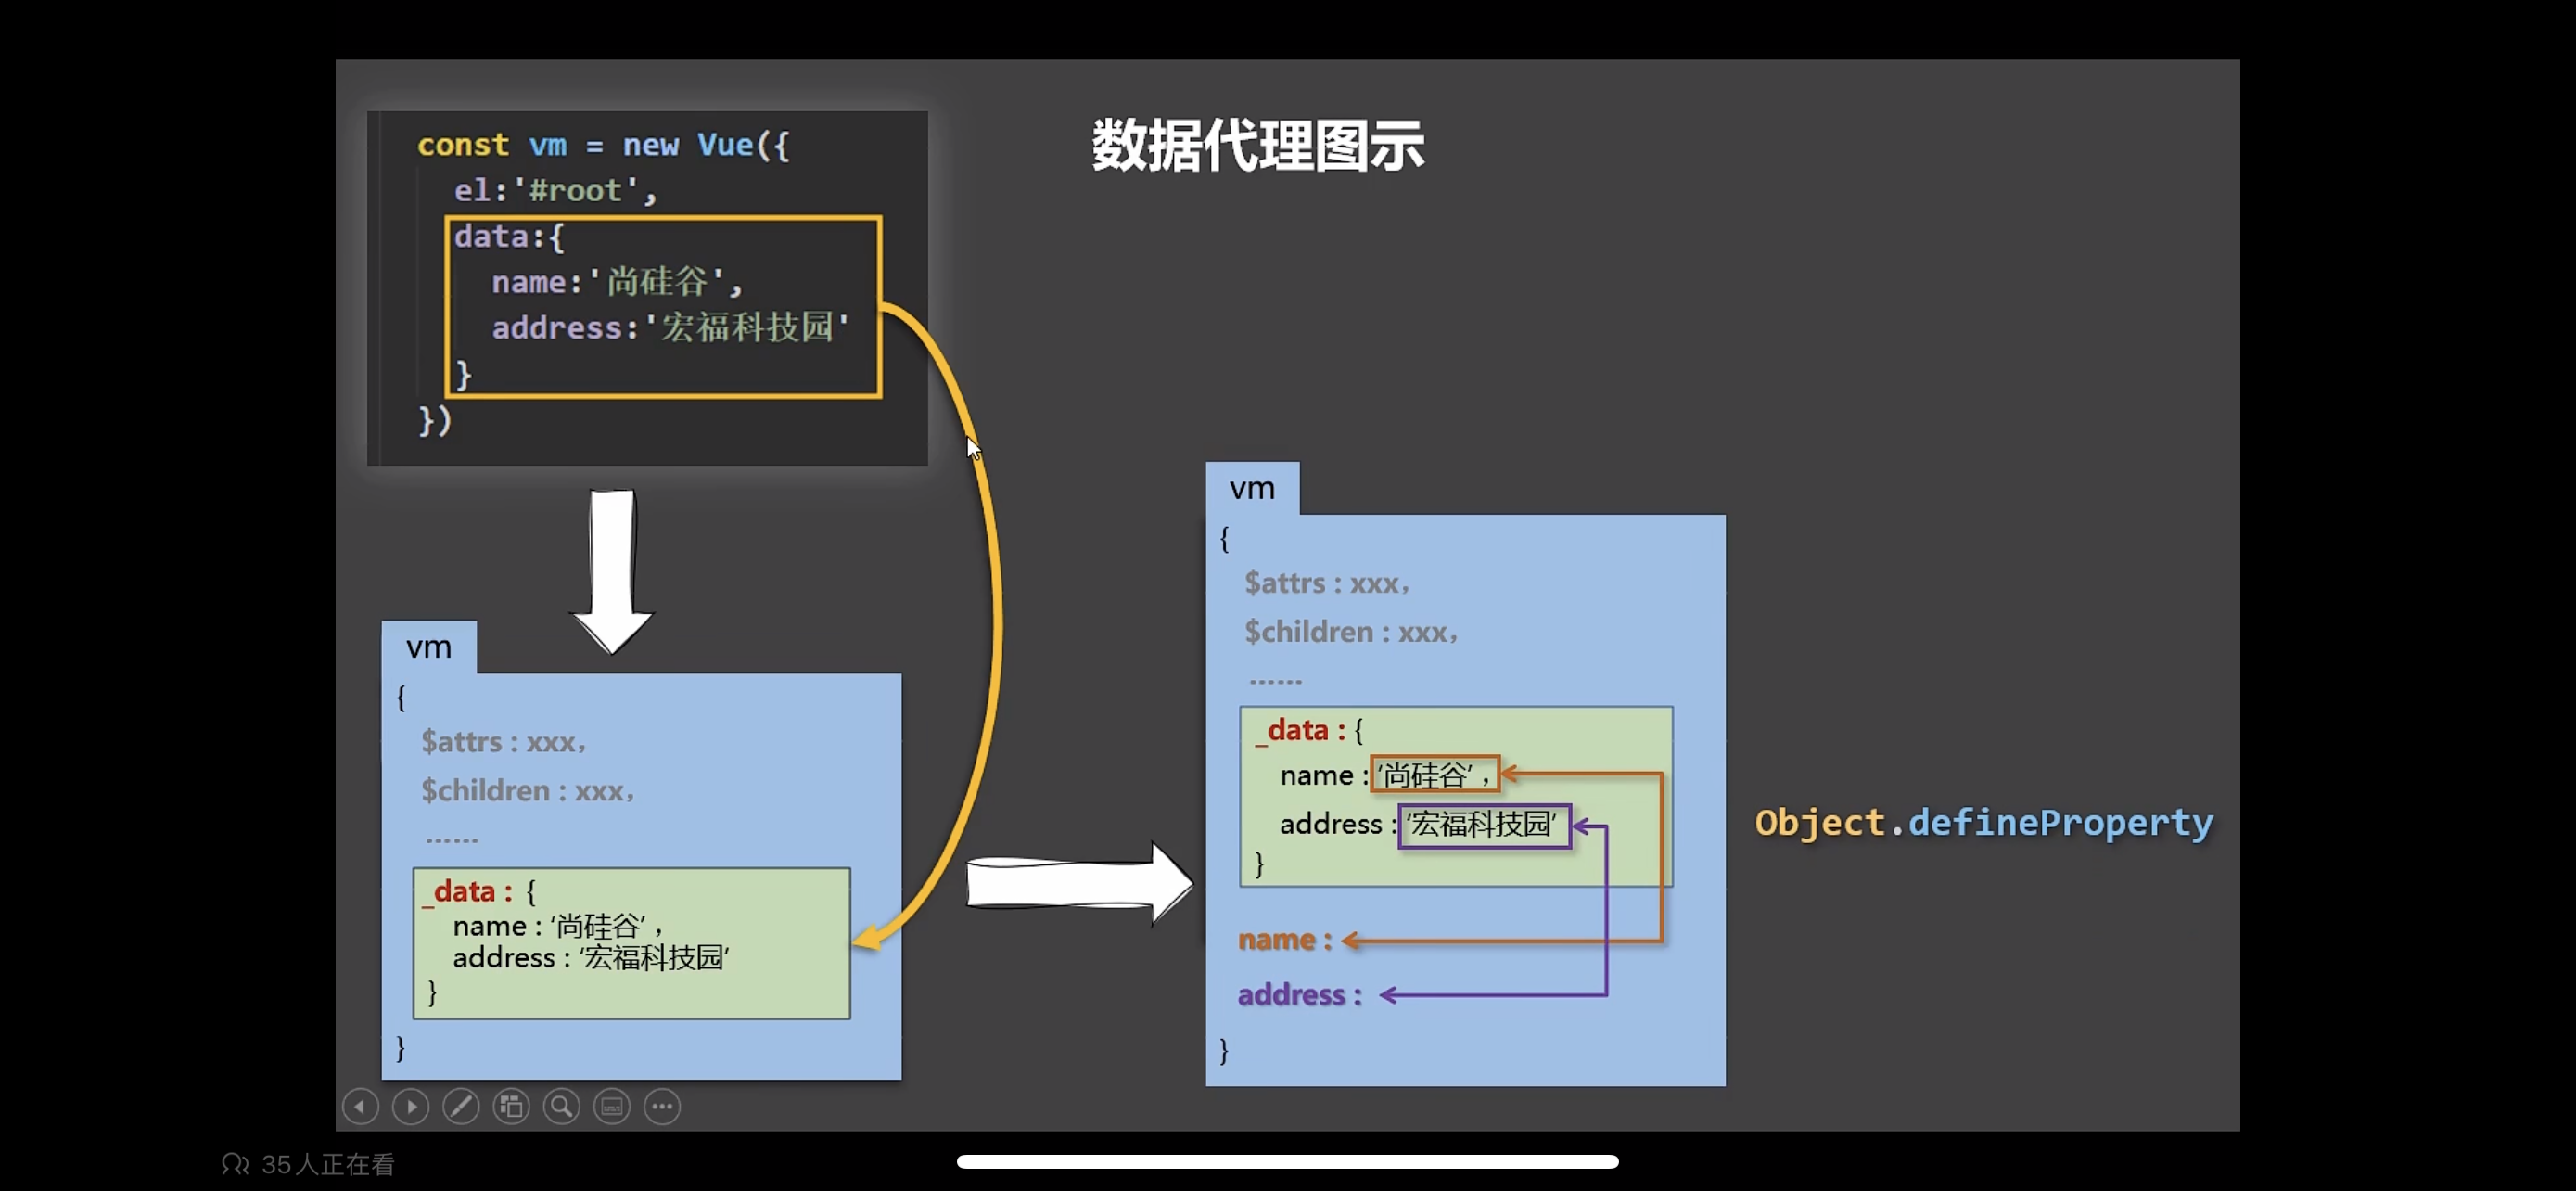 数据代理图示
const vm = new Vue({
el:'#root',
data:{
name:'尚硅谷',
address:'宏福科技园'
}
})
vm
{
$attrs : xxx，
$children : xxx，
......
_data : {
name : ‘尚硅谷’，
address : ‘宏福科技园’
}
}
vm
{
$attrs : xxx，
$children : xxx，
......
_data : {
name : ‘尚硅谷’，
address : ‘宏福科技园’
}
name :
address :
}
Object.defineProperty
35人正在看